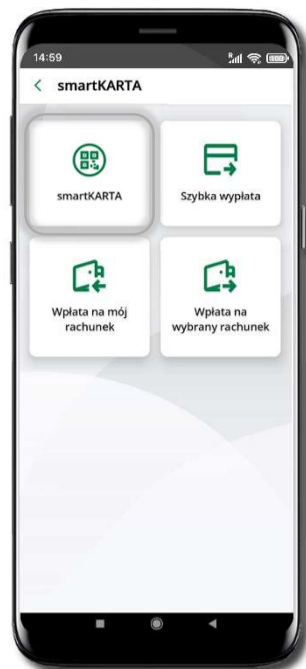 14:59
smartKARTA
smartKARTA
Szybka wypłata
Wpłata na mój
rachunek
Wpłata na
wybrany rachunek